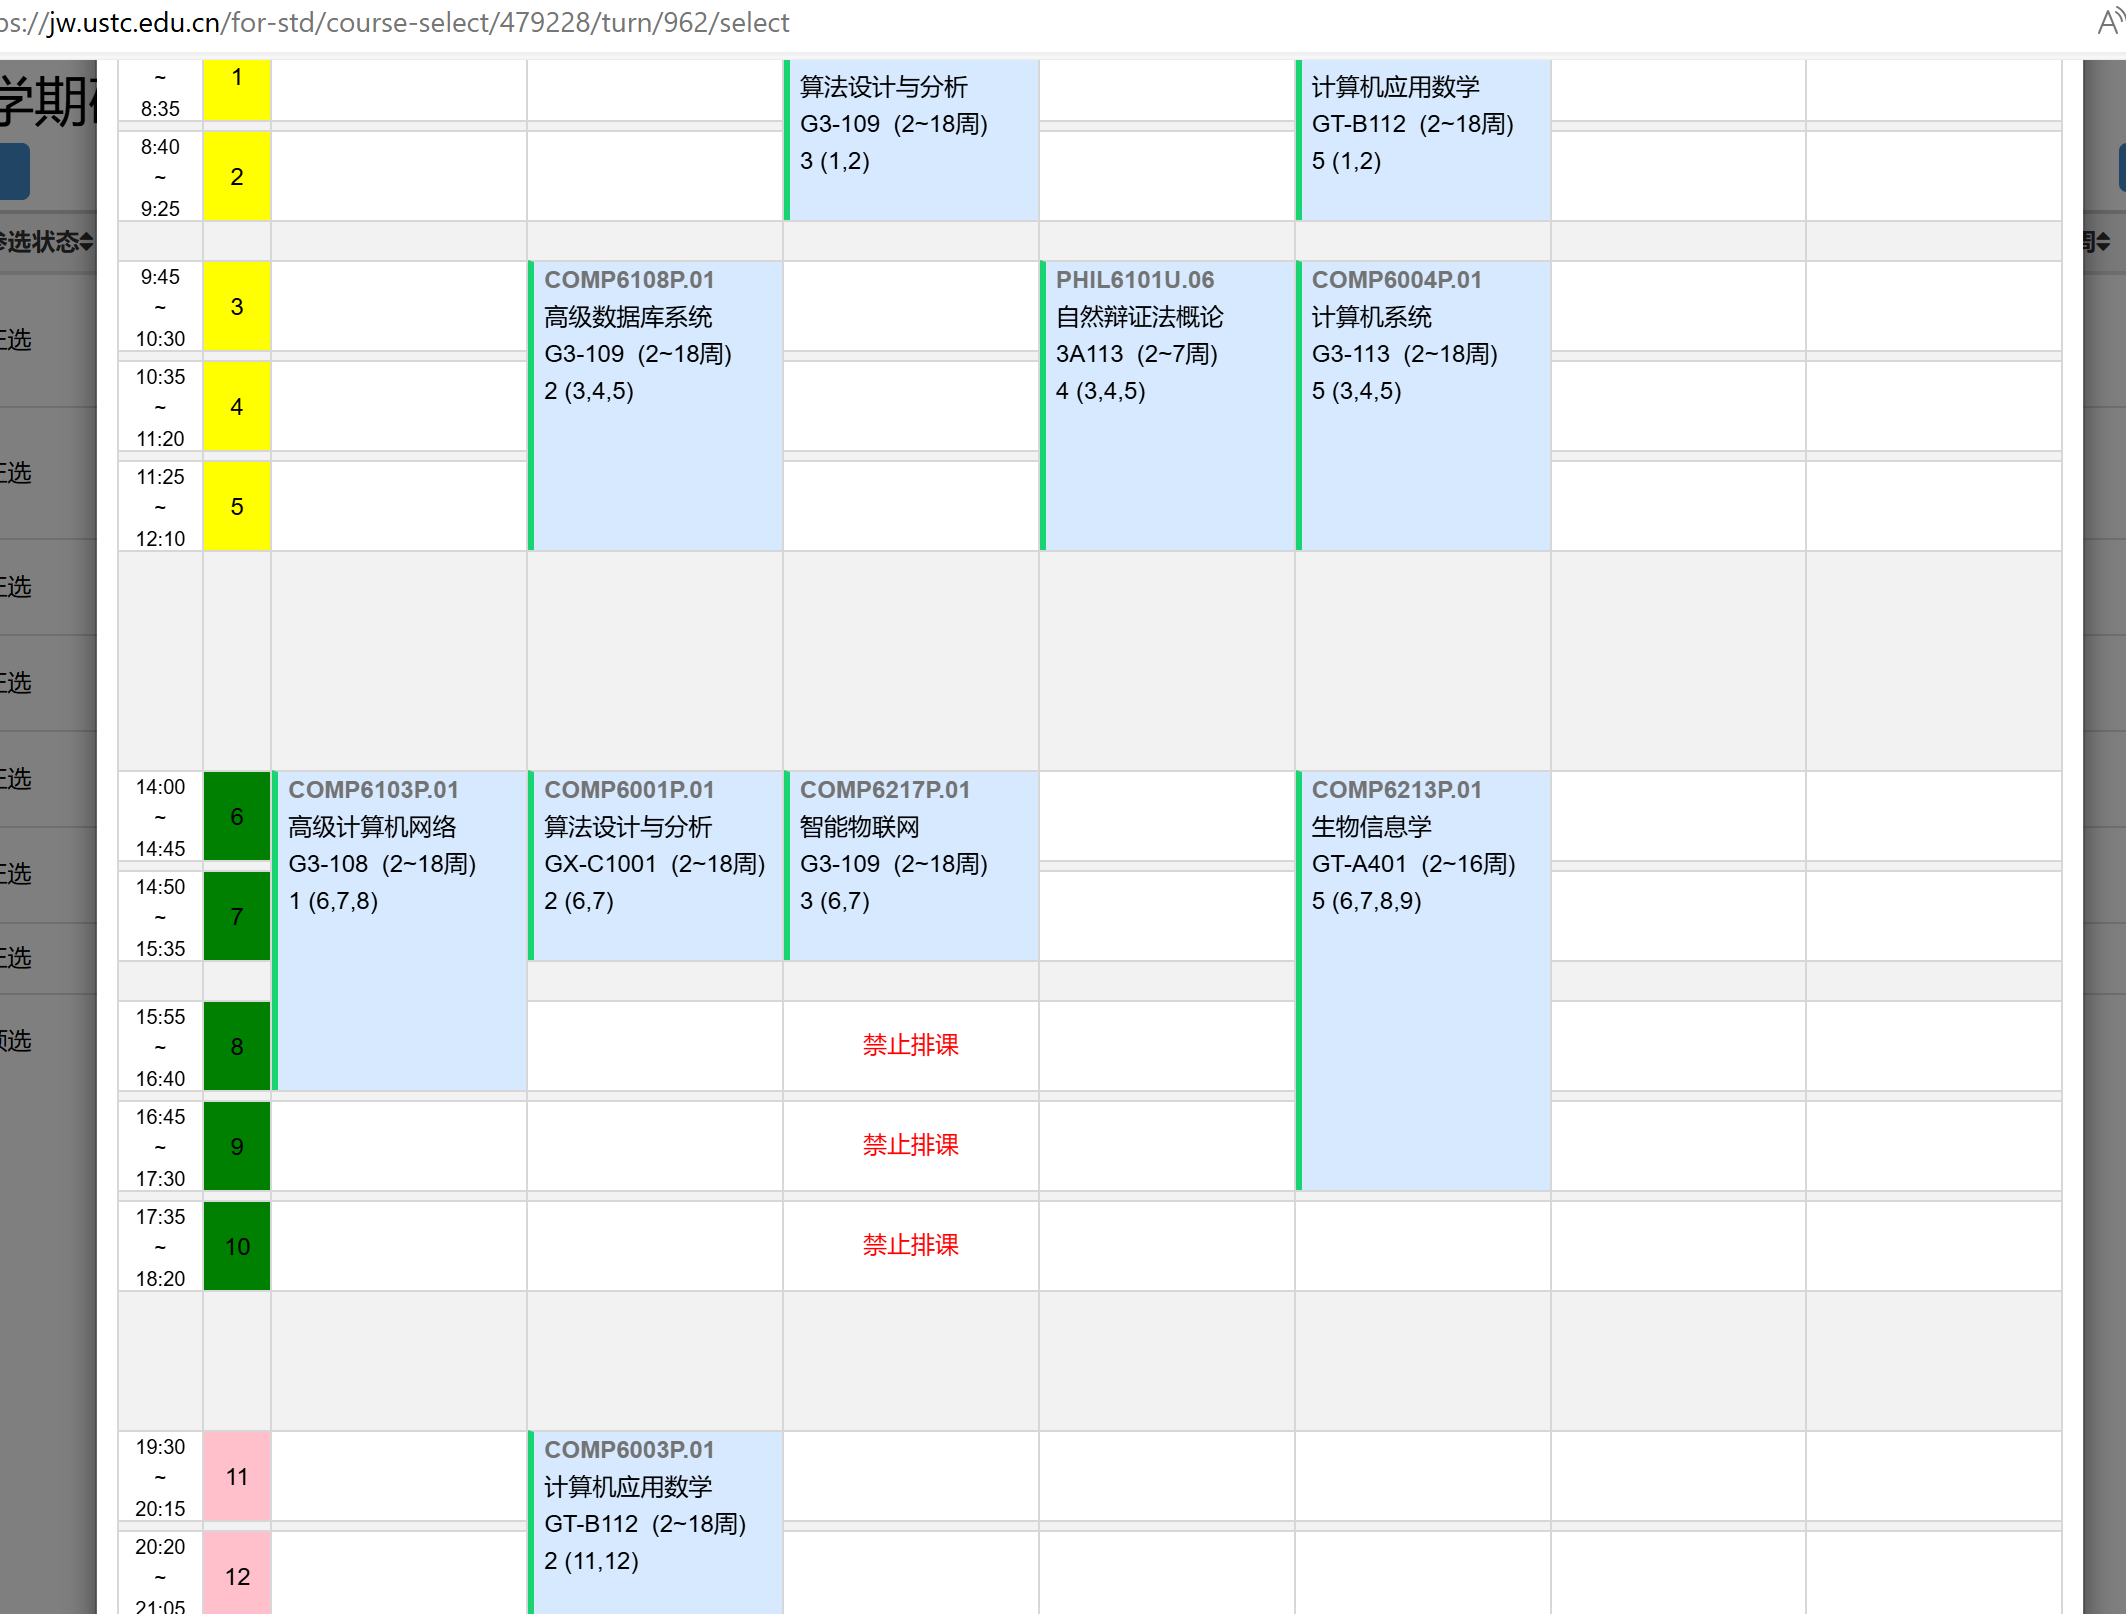 ps://jw.ustc.edu.cn/for-std/course-select/479228/turn/962/select
学期
选状态
正选
正选
正选
正选
正选
正选
正选
预选
周
~
8:35
1
算法设计与分析
G3-109 (2~18周)
3 (1,2)
计算机应用数学
GT-B112 (2~18周)
5 (1,2)
8:40
~
9:25
2
9:45
~
10:30
3
COMP6108P.01
高级数据库系统
G3-109 (2~18周)
2 (3,4,5)
PHIL6101U.06
自然辩证法概论
3A113 (2~7周)
4 (3,4,5)
COMP6004P.01
计算机系统
G3-113 (2~18周)
5 (3,4,5)
10:35
~
11:20
4
11:25
~
12:10
5
14:00
~
14:45
6
COMP6103P.01
高级计算机网络
G3-108 (2~18周)
1 (6,7,8)
COMP6001P.01
算法设计与分析
GX-C1001 (2~18周)
2 (6,7)
COMP6217P.01
智能物联网
G3-109 (2~18周)
3 (6,7)
COMP6213P.01
生物信息学
GT-A401 (2~16周)
5 (6,7,8,9)
14:50
~
15:35
7
15:55
~
16:40
8
禁止排课
16:45
~
17:30
9
禁止排课
17:35
~
18:20
10
禁止排课
19:30
~
20:15
11
COMP6003P.01
计算机应用数学
GT-B112 (2~18周)
2 (11,12)
20:20
~
21:05
12